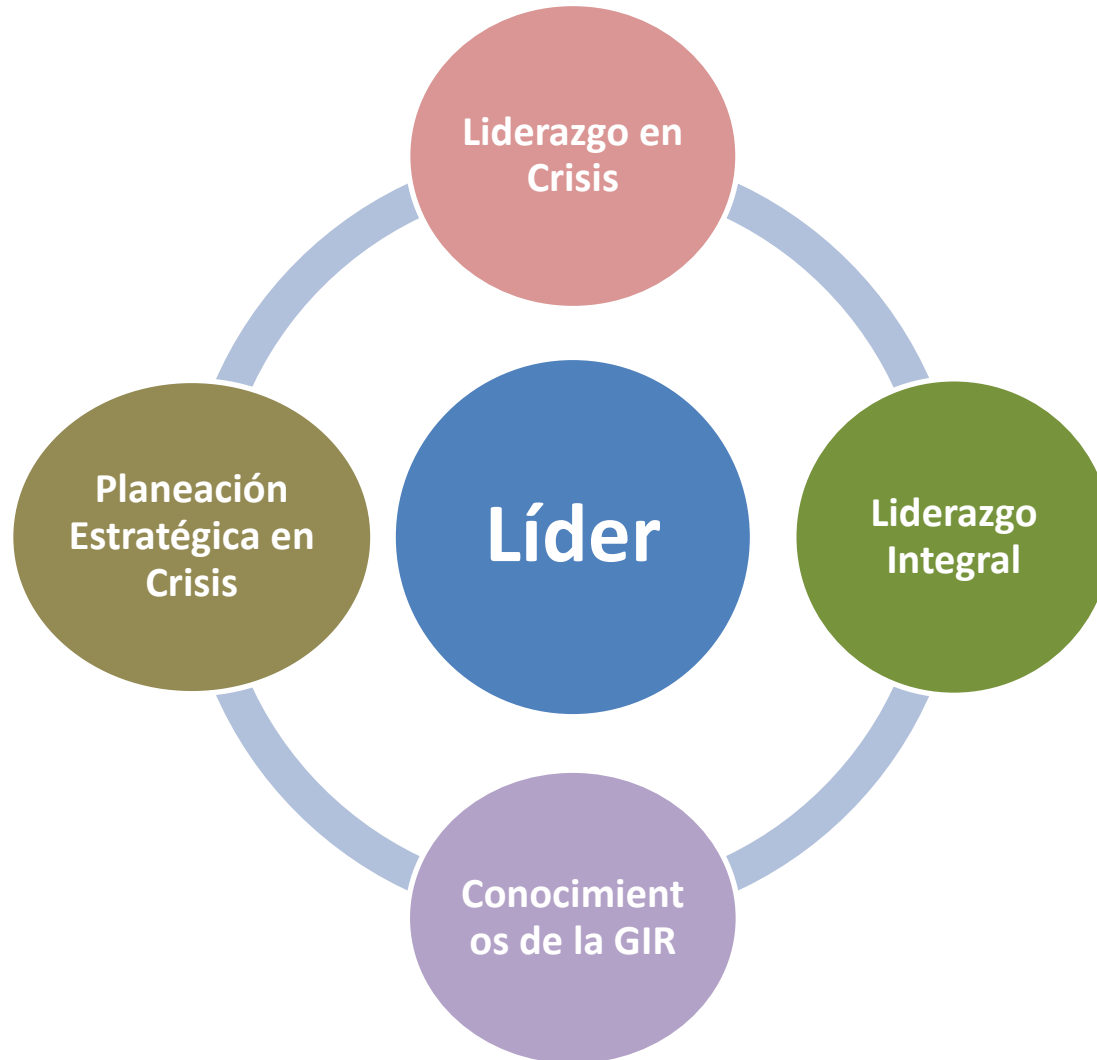 Liderazgo en
Crisis
Planeación
Estratégica en
Crisis
Líder
Liderazgo
Integral
Conocimient
os de la GIR